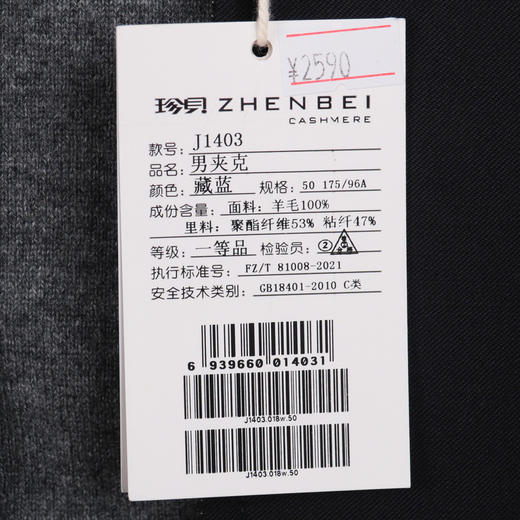 ¥2590
珍贝 ZHENBEI
CASHMERE
款号: J1403
品名: 男夹克
颜色: 藏蓝 规格: 50 175/96A
成份含量: 面料: 羊毛100%
里料: 聚酯纤维53% 粘纤47%
等级: 一等品 检验员: ②
执行标准号: FZ/T 81008-2021
安全技术类别: GB18401-2010 C类
6 939660 014031
J1403.018w.50
J1403.018w.50